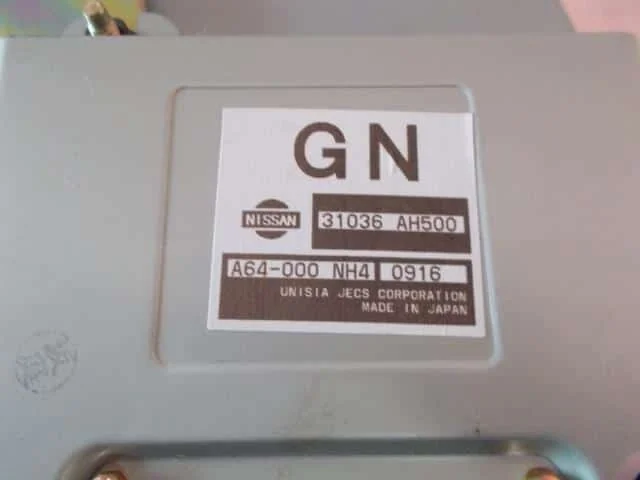 GN
NISSAN
31036 AH500
A64-000 NH4 0916
UNISIA JECS CORPORATION
MADE IN JAPAN